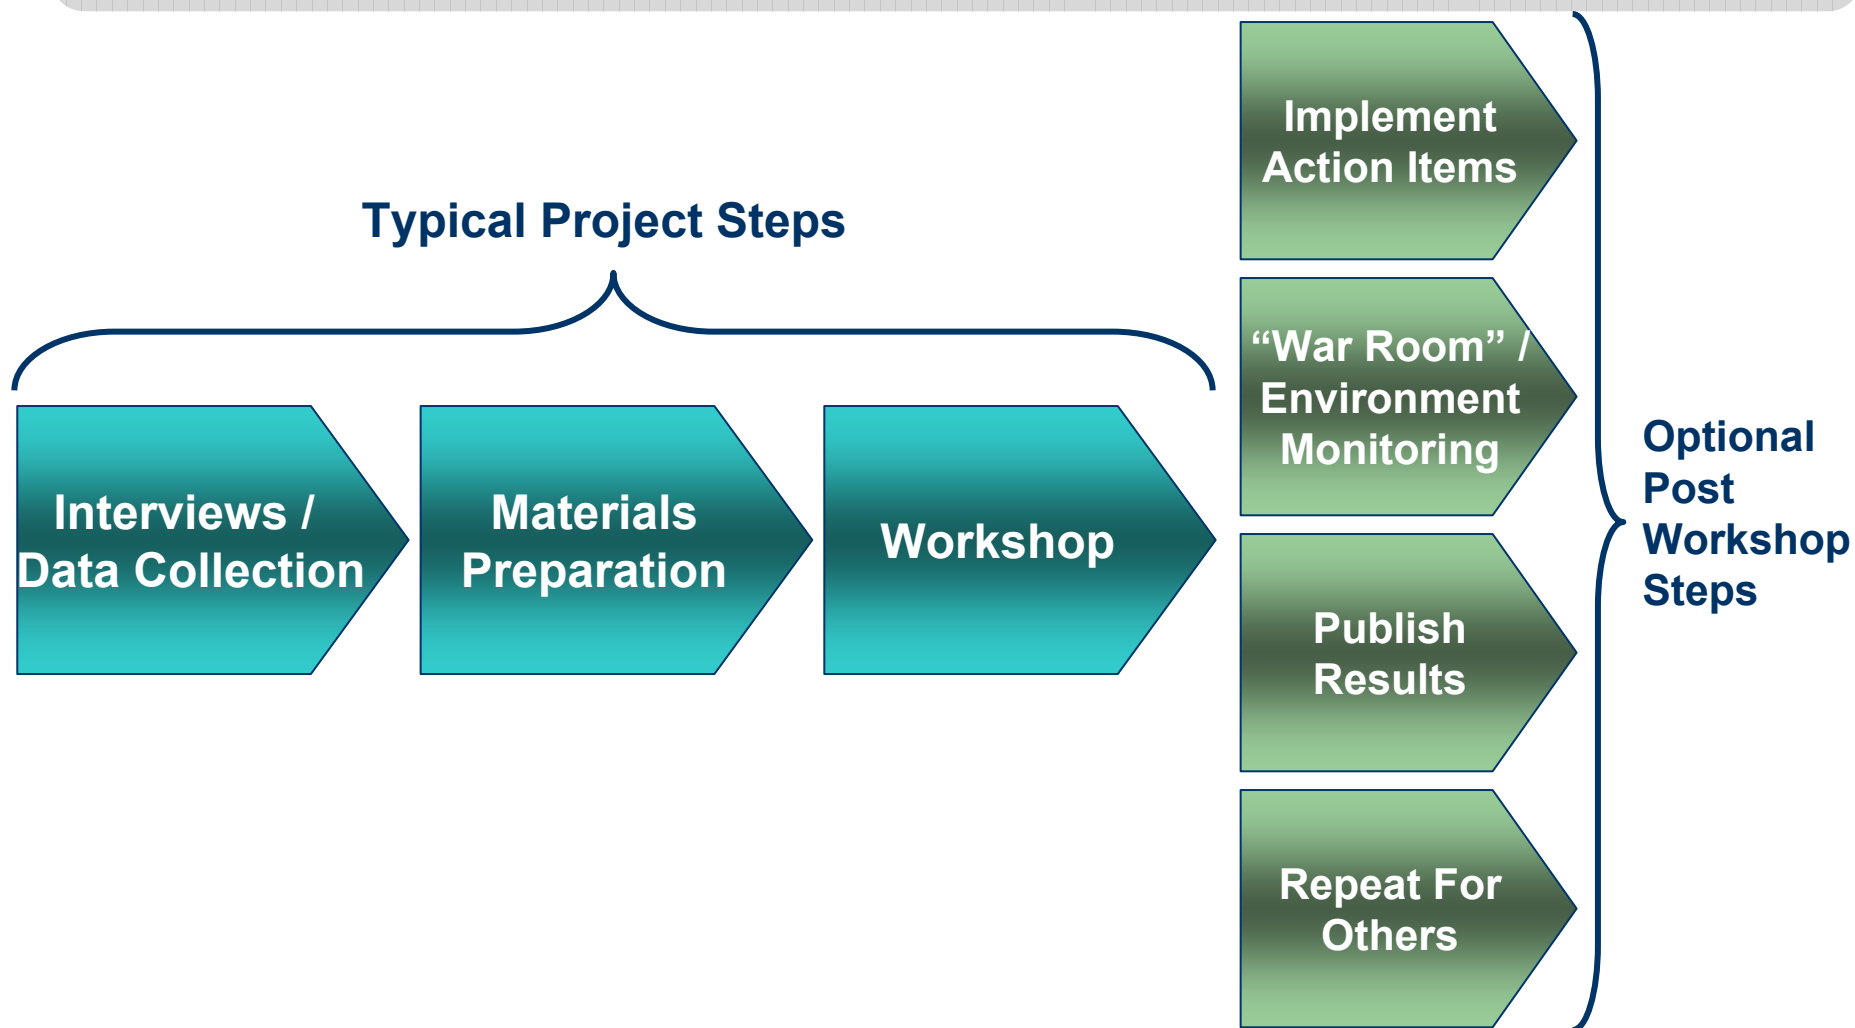 Typical Project Steps
Interviews /
Data Collection
Materials
Preparation
Workshop
Implement
Action Items
“War Room” /
Environment
Monitoring
Publish
Results
Repeat For
Others
Optional
Post
Workshop
Steps